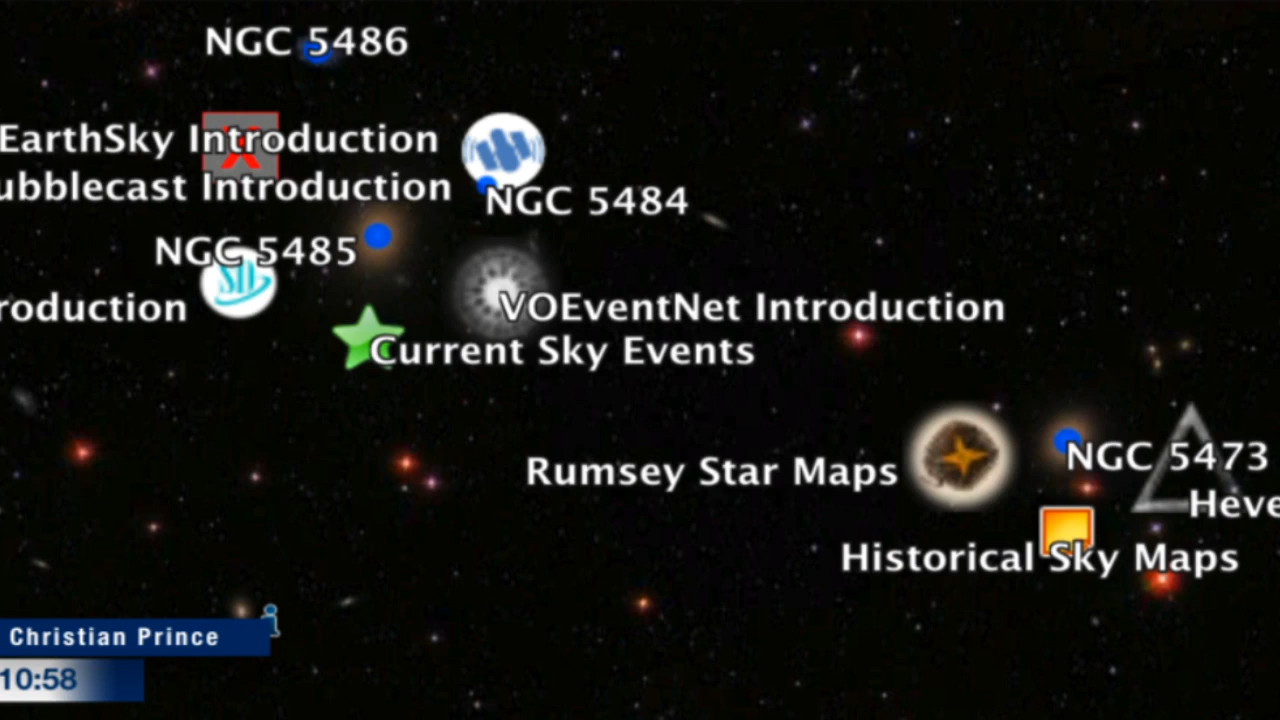 NGC 5486
EarthSky Introduction
ubblecast Introduction
NGC 5484
NGC 5485
roduction
VOEventNet Introduction
Current Sky Events
Rumsey Star Maps
NGC 5473
Heve
Historical Sky Maps
Christian Prince
10:58